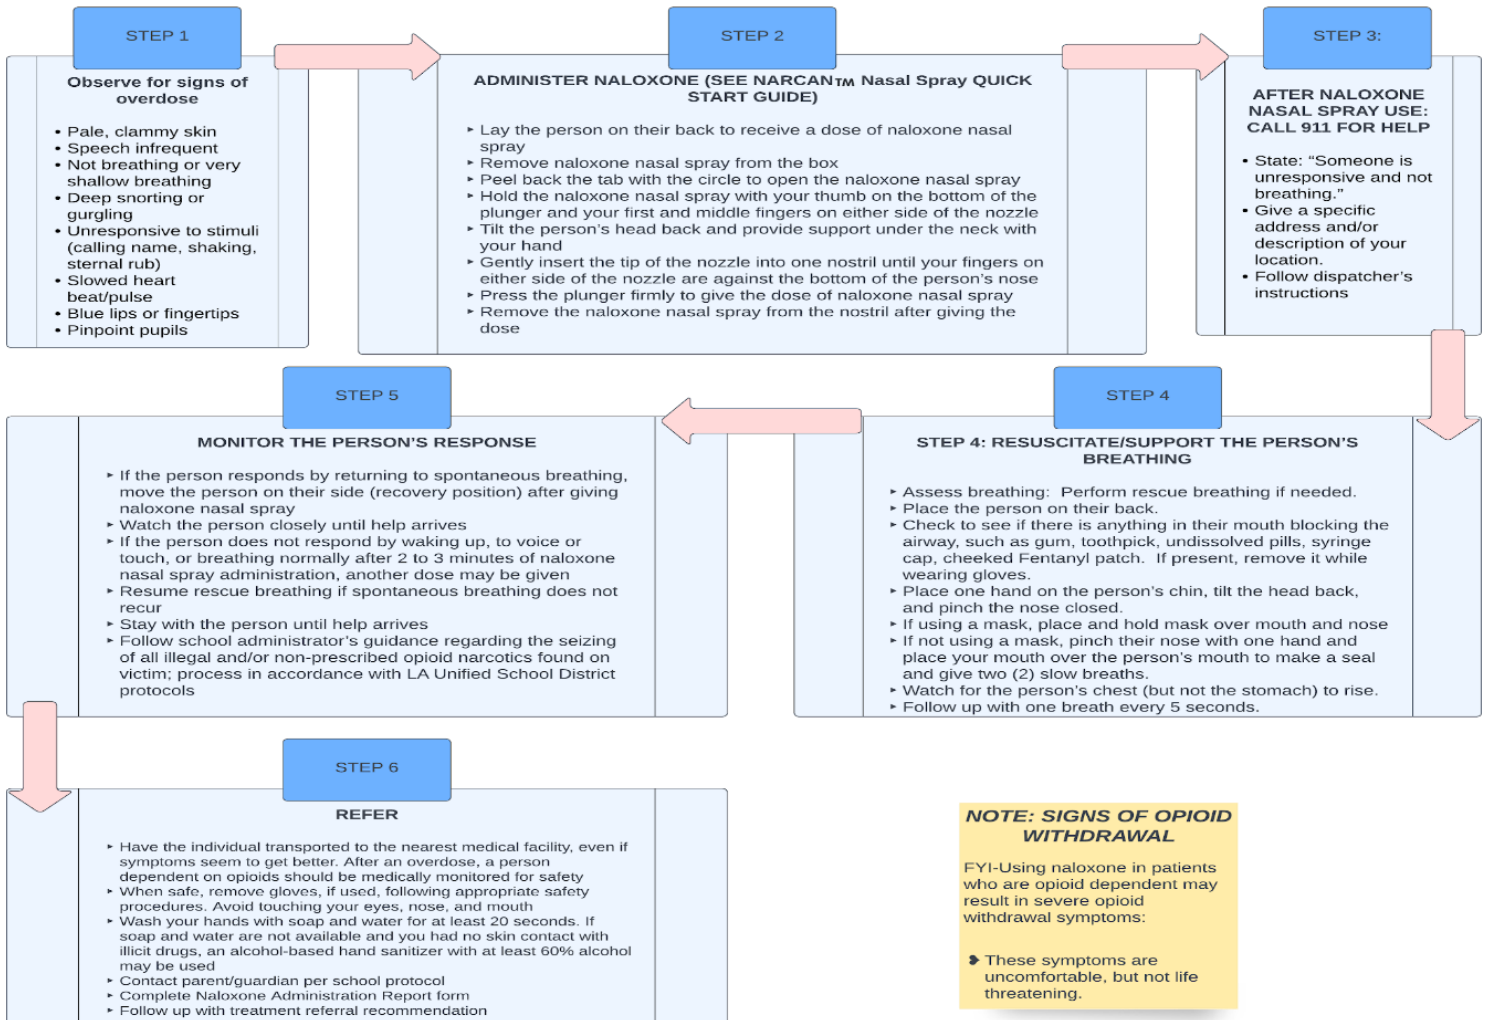 STEP 1
Observe for signs of
overdose
• Pale, clammy skin
• Speech infrequent
• Not breathing or very
shallow breathing
• Deep snorting or
gurgling
• Unresponsive to stimuli
(calling name, shaking,
sternal rub)
• Slowed heart
beat/pulse
• Blue lips or fingertips
• Pinpoint pupils
STEP 2
ADMINISTER NALOXONE (SEE NARCAN™ Nasal Spray QUICK
START GUIDE)
‣ Lay the person on their back to receive a dose of naloxone nasal
spray
‣ Remove naloxone nasal spray from the box
‣ Peel back the tab with the circle to open the naloxone nasal spray
‣ Hold the naloxone nasal spray with your thumb on the bottom of the
plunger and your first and middle fingers on either side of the nozzle
‣ Tilt the person's head back and provide support under the neck with
your hand
‣ Gently insert the tip of the nozzle into one nostril until your fingers on
either side of the nozzle are against the bottom of the person's nose
‣ Press the plunger firmly to give the dose of naloxone nasal spray
‣ Remove the naloxone nasal spray from the nostril after giving the
dose
STEP 3:
AFTER NALOXONE
NASAL SPRAY USE:
CALL 911 FOR HELP
• State: "Someone is
unresponsive and not
breathing."
• Give a specific
address and/or
description of your
location.
• Follow dispatcher's
instructions
STEP 4
STEP 4: RESUSCITATE/SUPPORT THE PERSON'S
BREATHING
‣ Assess breathing: Perform rescue breathing if needed.
‣ Place the person on their back.
‣ Check to see if there is anything in their mouth blocking the
airway, such as gum, toothpick, undissolved pills, syringe
cap, cheeked Fentanyl patch. If present, remove it while
wearing gloves.
‣ Place one hand on the person's chin, tilt the head back,
and pinch the nose closed.
‣ If using a mask, place and hold mask over mouth and nose
‣ If not using a mask, pinch their nose with one hand and
place your mouth over the person's mouth to make a seal
and give two (2) slow breaths.
‣ Watch for the person's chest (but not the stomach) to rise.
‣ Follow up with one breath every 5 seconds.
STEP 5
MONITOR THE PERSON'S RESPONSE
‣ If the person responds by returning to spontaneous breathing,
move the person on their side (recovery position) after giving
naloxone nasal spray
‣ Watch the person closely until help arrives
‣ If the person does not respond by waking up, to voice or
touch, or breathing normally after 2 to 3 minutes of naloxone
nasal spray administration, another dose may be given
‣ Resume rescue breathing if spontaneous breathing does not
recur
‣ Stay with the person until help arrives
‣ Follow school administrator's guidance regarding the seizing
of all illegal and/or non-prescribed opioid narcotics found on
victim; process in accordance with LA Unified School District
protocols
STEP 6
REFER
‣ Have the individual transported to the nearest medical facility, even if
symptoms seem to get better. After an overdose, a person
dependent on opioids should be medically monitored for safety
‣ When safe, remove gloves, if used, following appropriate safety
procedures. Avoid touching your eyes, nose, and mouth
‣ Wash your hands with soap and water for at least 20 seconds. If
soap and water are not available and you had no skin contact with
illicit drugs, an alcohol-based hand sanitizer with at least 60% alcohol
may be used
‣ Contact parent/guardian per school protocol
‣ Complete Naloxone Administration Report form
‣ Follow up with treatment referral recommendation
NOTE: SIGNS OF OPIOID
WITHDRAWAL
FYI-Using naloxone in patients
who are opioid dependent may
result in severe opioid
withdrawal symptoms:
❥ These symptoms are
uncomfortable, but not life
threatening.